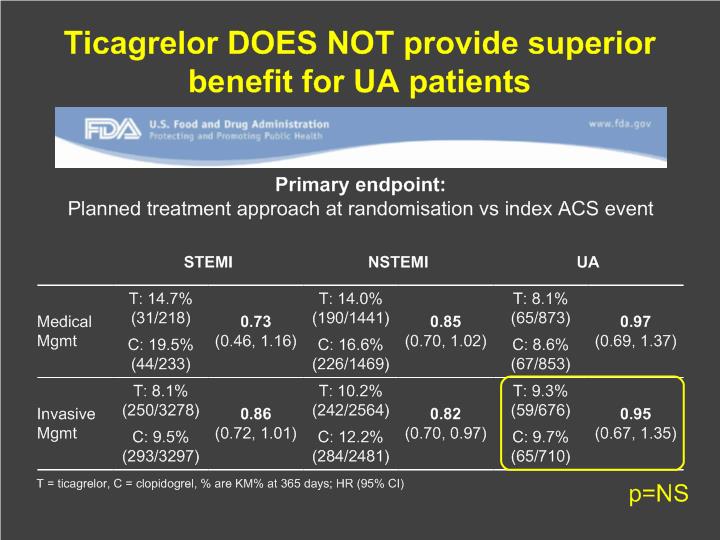 Ticagrelor DOES NOT provide superior
benefit for UA patients
FDA U.S. Food and Drug Administration
Protecting and Promoting Public Health
www.fda.gov
Primary endpoint:
Planned treatment approach at randomisation vs index ACS event
STEMI NSTEMI UA
Medical
Mgmt
T: 14.7%
(31/218)
C: 19.5%
(44/233)
0.73
(0.46, 1.16)
T: 14.0%
(190/1441)
C: 16.6%
(226/1469)
0.85
(0.70, 1.02)
T: 8.1%
(65/873)
C: 8.6%
(67/853)
0.97
(0.69, 1.37)
Invasive
Mgmt
T: 8.1%
(250/3278)
C: 9.5%
(293/3297)
0.86
(0.72, 1.01)
T: 10.2%
(242/2564)
C: 12.2%
(284/2481)
0.82
(0.70, 0.97)
T: 9.3%
(59/676)
C: 9.7%
(65/710)
0.95
(0.67, 1.35)
T = ticagrelor, C = clopidogrel, % are KM% at 365 days; HR (95% CI)
p=NS